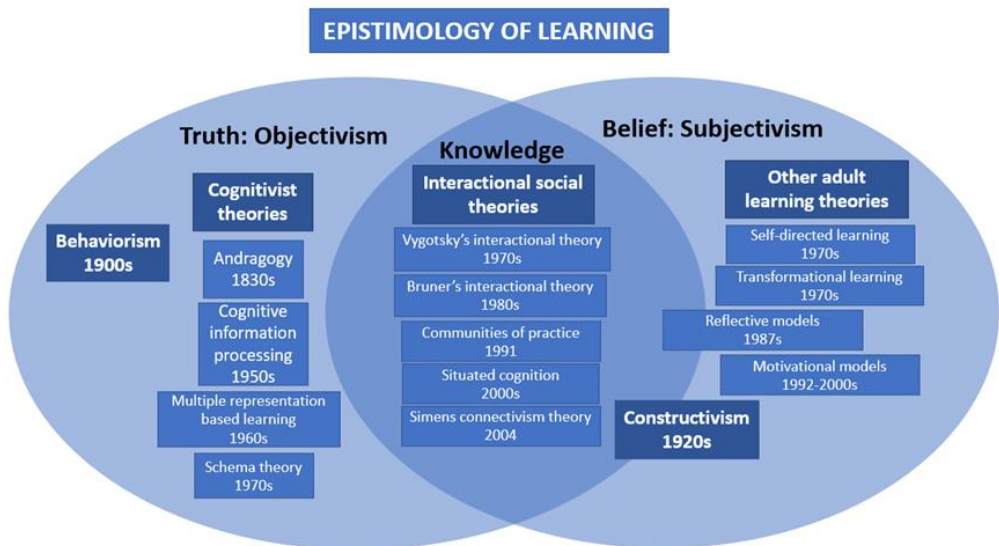 EPISTIMOLOGY OF LEARNING
Truth: Objectivism
Behaviorism
1900s
Cognitivist
theories
Andragogy
1830s
Cognitive
information
processing
1950s
Multiple representation
based learning
1960s
Schema theory
1970s
Knowledge
Interactional social
theories
Vygotsky's interactional theory
1970s
Bruner's interactional theory
1980s
Communities of practice
1991
Situated cognition
2000s
Simens connectivism theory
2004
Belief: Subjectivism
Other adult
learning theories
Self-directed learning
1970s
Transformational learning
1970s
Reflective models
1987s
Motivational models
1992-2000s
Constructivism
1920s